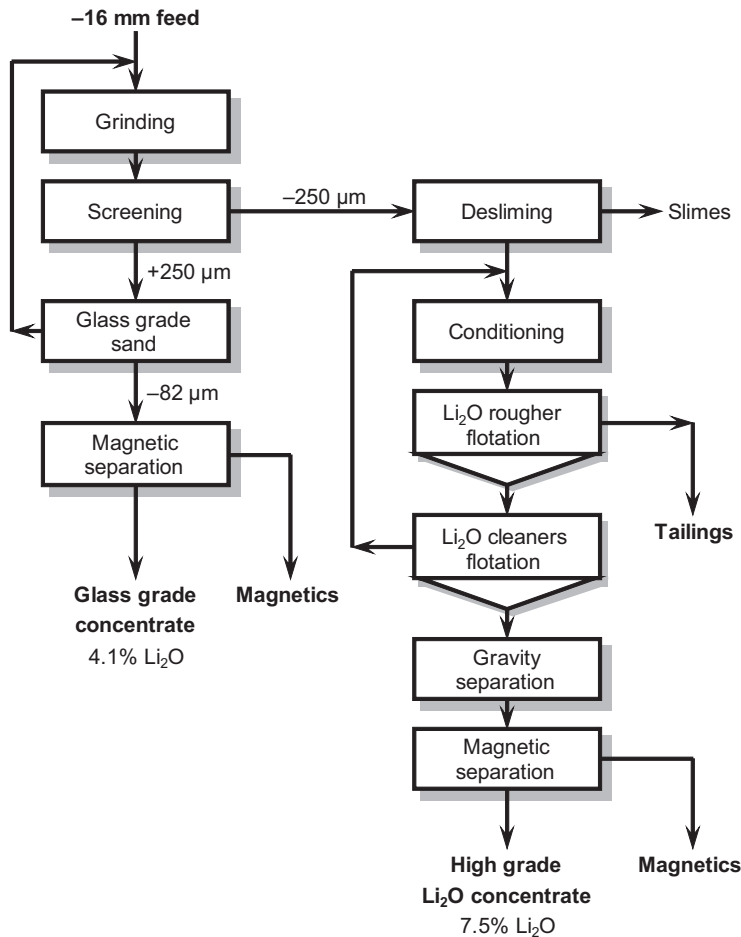 –16 mm feed
Grinding
Screening
–250 µm
Desliming
Slimes
+250 µm
Glass grade
sand
Conditioning
–82 µm
Li₂O rougher
flotation
Magnetic
separation
Tailings
Li₂O cleaners
flotation
Glass grade
concentrate
4.1% Li₂O
Magnetics
Gravity
separation
Magnetic
separation
High grade
Li₂O concentrate
7.5% Li₂O
Magnetics